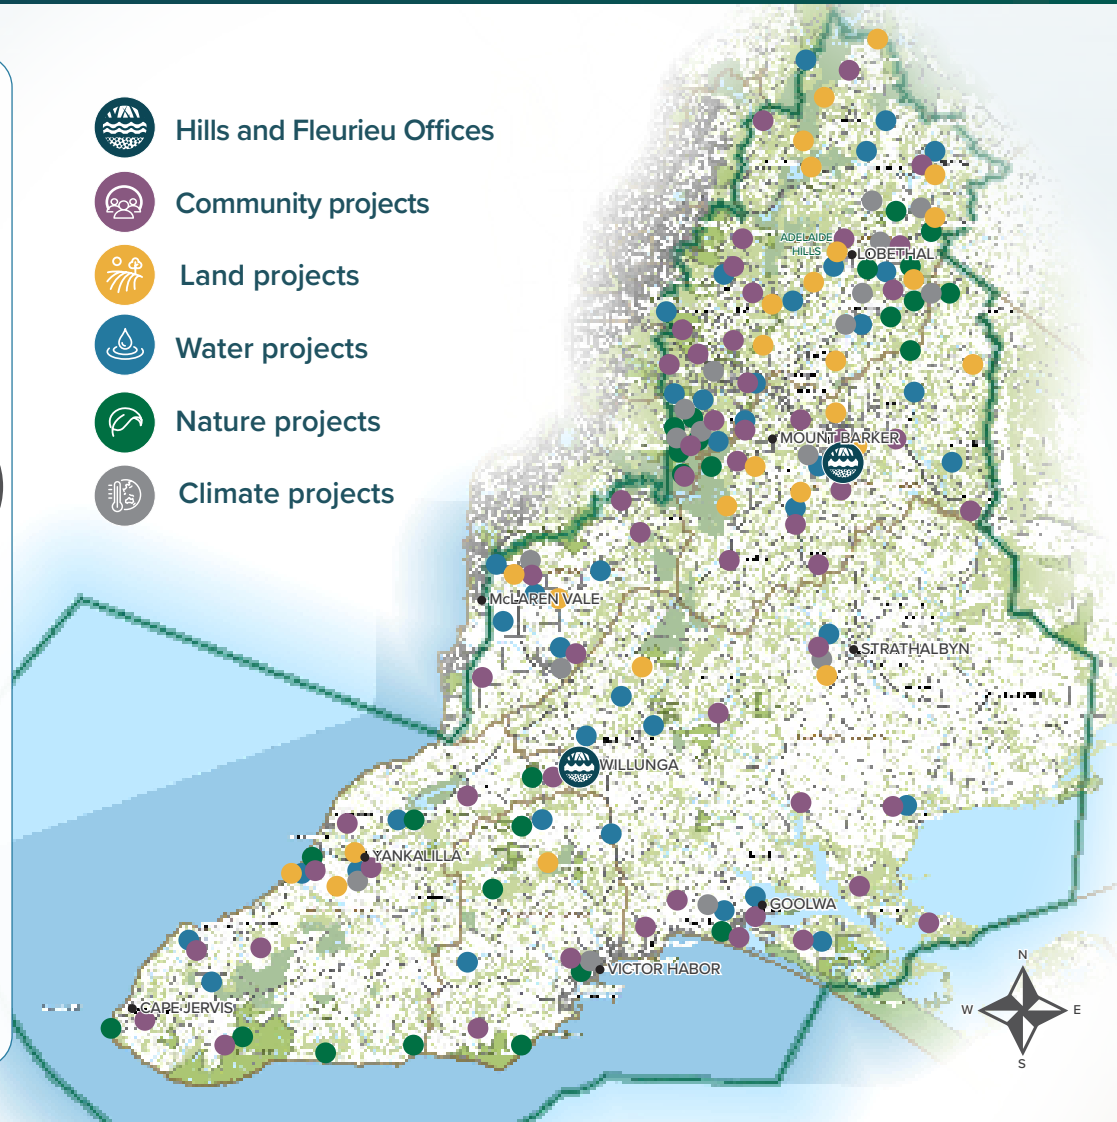 Hills and Fleurieu Offices
Community projects
Land projects
Water projects
Nature projects
Climate projects
ADELAIDE
HILLS
LOBETHAL
MOUNT BARKER
McLAREN VALE
STRATHALBYN
WILLUNGA
YANKALILLA
GOOLWA
VICTOR HABOR
CAPE JERVIS
N
W
E
S